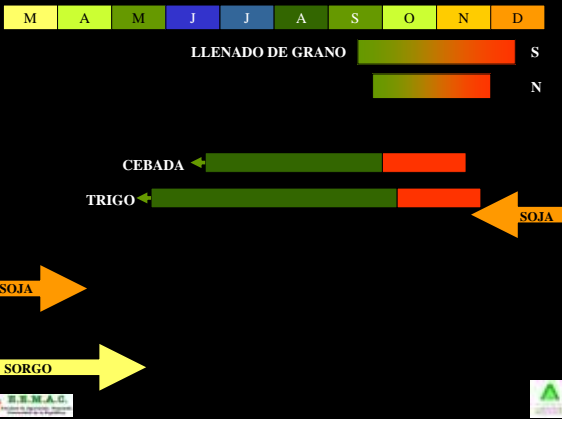 M A M J J A S O N D
LLENADO DE GRANO S
N
CEBADA
TRIGO
SOJA
SOJA
SORGO
E.E.M.A.C.